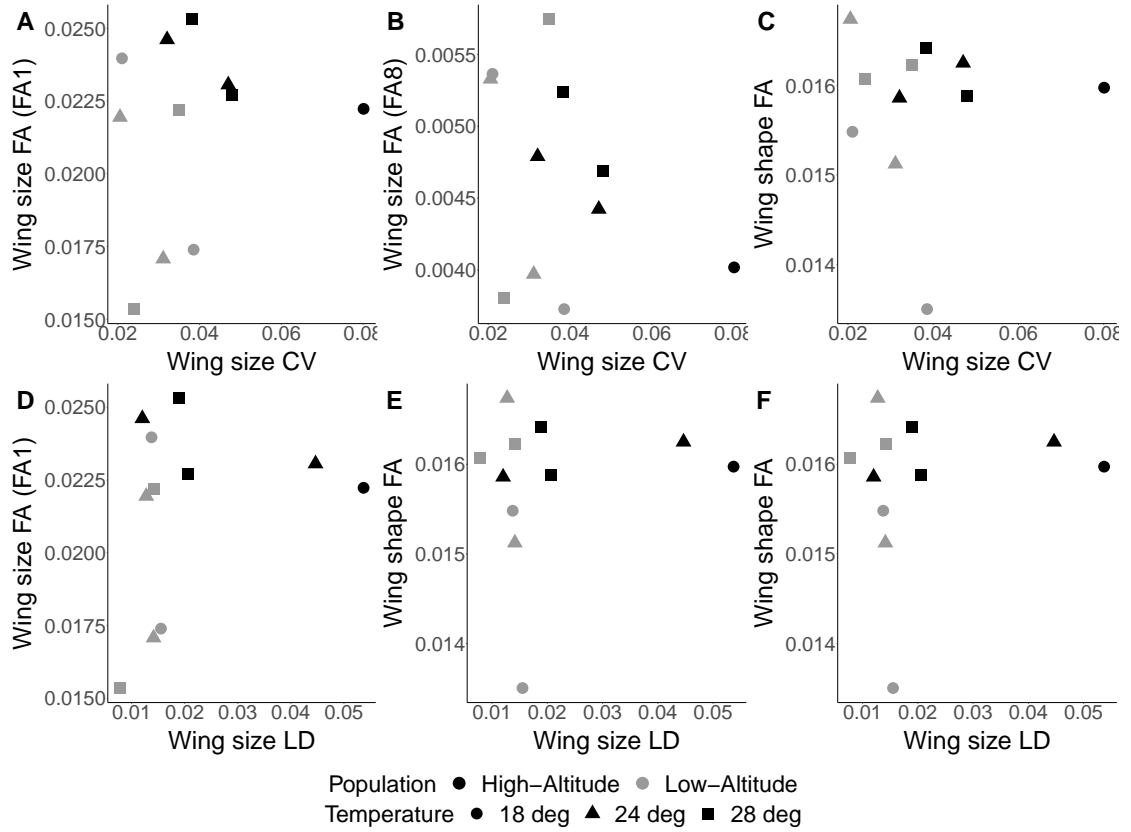 A
Wing size FA (FA1)
0.0250
0.0225
0.0200
0.0175
0.0150
0.02 0.04 0.06 0.08
Wing size CV
B
Wing size FA (FA8)
0.0055
0.0050
0.0045
0.0040
0.02 0.04 0.06 0.08
Wing size CV
C
Wing shape FA
0.016
0.015
0.014
0.02 0.04 0.06 0.08
Wing size CV
D
Wing size FA (FA1)
0.0250
0.0225
0.0200
0.0175
0.0150
0.01 0.02 0.03 0.04 0.05
Wing size LD
E
Wing shape FA
0.016
0.015
0.014
0.01 0.02 0.03 0.04 0.05
Wing size LD
F
Wing shape FA
0.016
0.015
0.014
0.01 0.02 0.03 0.04 0.05
Wing size LD
Population High−Altitude Low−Altitude
Temperature 18 deg 24 deg 28 deg